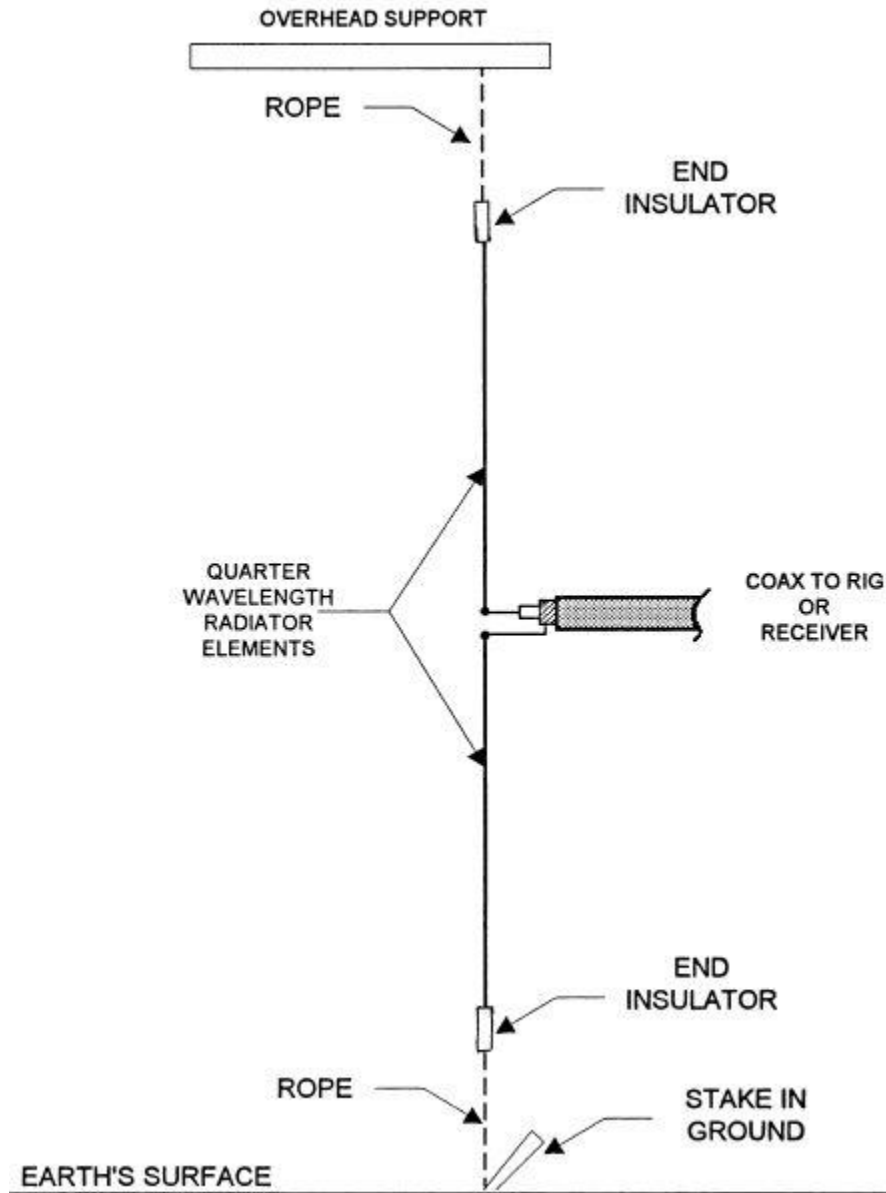 OVERHEAD SUPPORT
ROPE
END
INSULATOR
QUARTER
WAVELENGTH
RADIATOR
ELEMENTS
COAX TO RIG
OR
RECEIVER
END
INSULATOR
ROPE
STAKE IN
GROUND
EARTH'S SURFACE